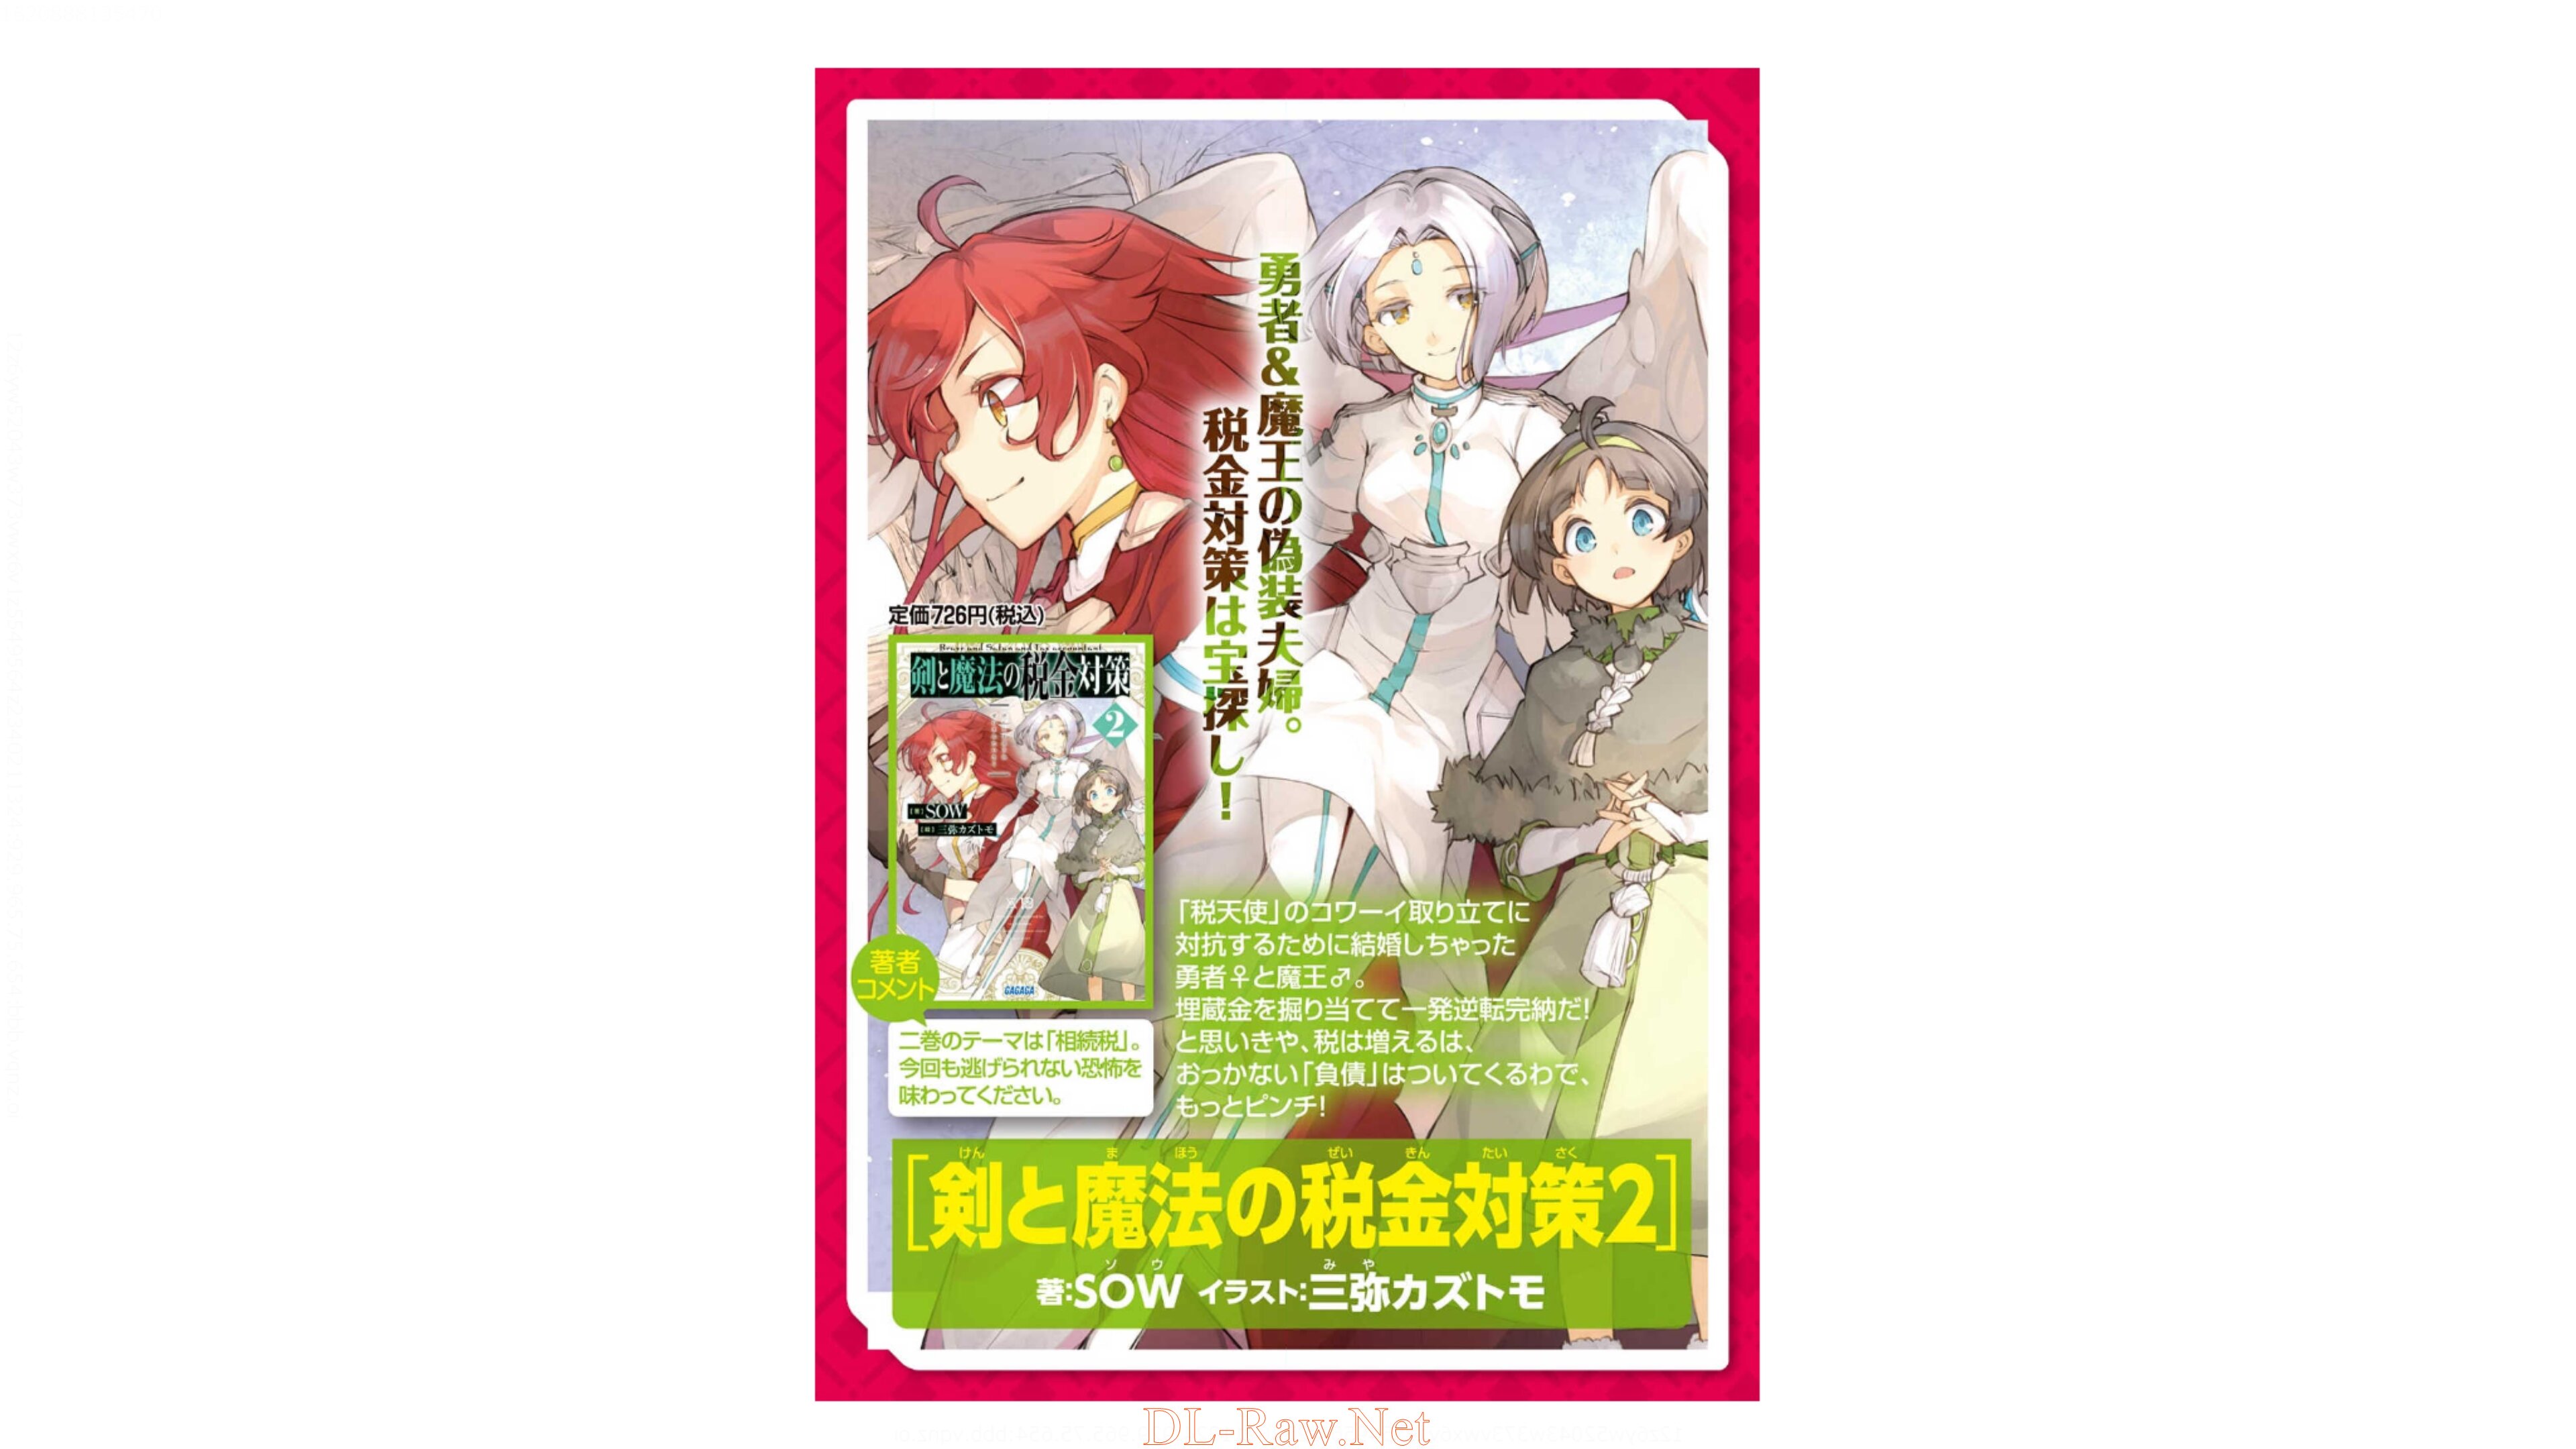 勇者&魔王の偽装夫婦。
税金対策は宝探し!
定価726円(税込)
Brave and Satan and Tax accountant
剣と魔法の税金対策
2
SOW
三弥カズトモ
GAGAGA
著者
コメント
二巻のテーマは「相続税」。
今回も逃げられない恐怖を
味わってください。
「税天使」のコワーイ取り立てに
対抗するために結婚しちゃった
勇者♀と魔王♂。
埋蔵金を掘り当てて一発逆転完納だ!
と思いきや、税は増えるは、
おっかない「負債」はついてくるわで、
もっとピンチ!
けん ま ほう ぜい きん たい さく
[剣と魔法の税金対策2]
ソウ みや
著:SOW イラスト:三弥カズトモ
DL-Raw.Net